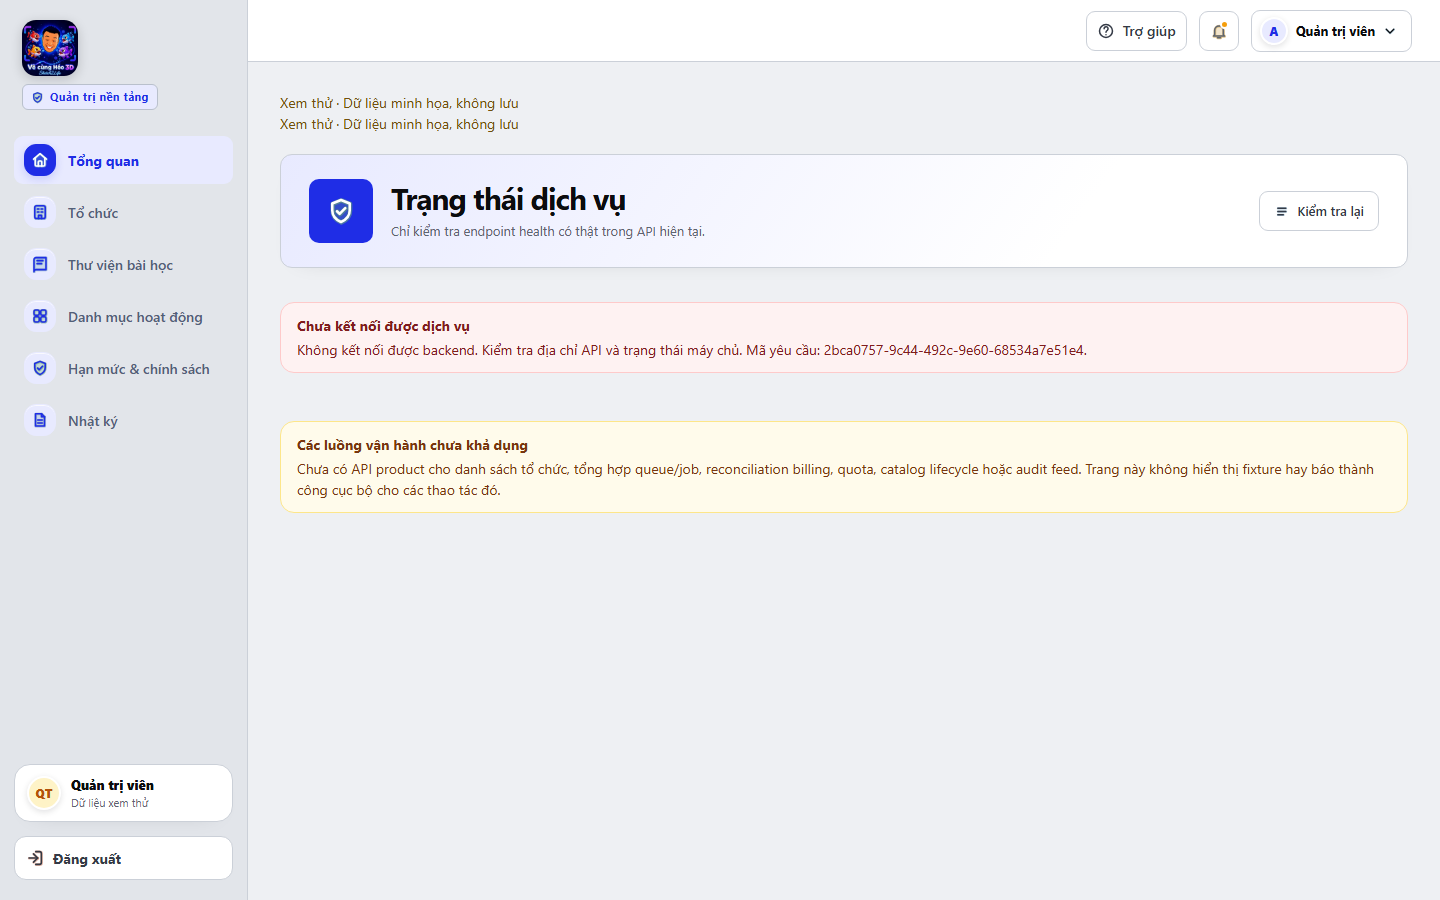 Võ công Hảo 3D
Quản trị nền tảng
Tổng quan
Tổ chức
Thư viện bài học
Danh mục hoạt động
Hạn mức & chính sách
Nhật ký
QT
Quản trị viên
Dữ liệu xem thử
Đăng xuất
Trợ giúp
A
Quản trị viên
Xem thử · Dữ liệu minh họa, không lưu
Xem thử · Dữ liệu minh họa, không lưu
Trạng thái dịch vụ
Chỉ kiểm tra endpoint health có thật trong API hiện tại.
Kiểm tra lại
Chưa kết nối được dịch vụ
Không kết nối được backend. Kiểm tra địa chỉ API và trạng thái máy chủ. Mã yêu cầu: 2bca0757-9c44-492c-9e60-68534a7e51e4.
Các luồng vận hành chưa khả dụng
Chưa có API product cho danh sách tổ chức, tổng hợp queue/job, reconciliation billing, quota, catalog lifecycle hoặc audit feed. Trang này không hiển thị fixture hay báo thành
công cục bộ cho các thao tác đó.